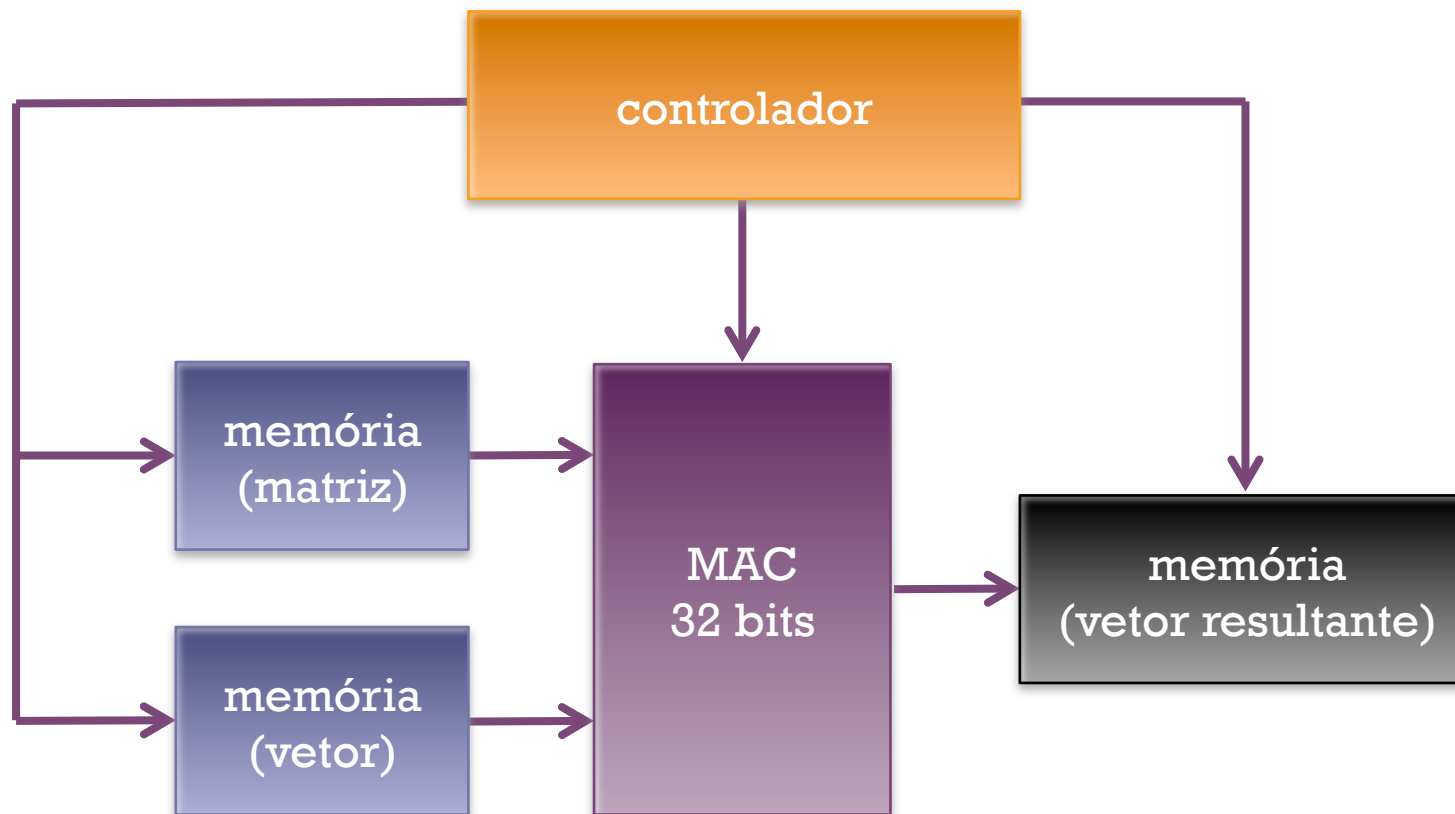 controlador
memória
(matriz)
MAC
32 bits
memória
(vetor resultante)
memória
(vetor)